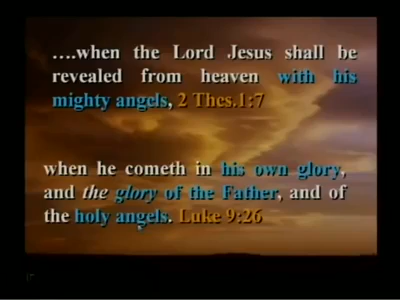 ....when the Lord Jesus shall be
revealed from heaven with his
mighty angels, 2 Thes.1:7
when he cometh in his own glory,
and the glory of the Father, and of
the holy angels. Luke 9:26